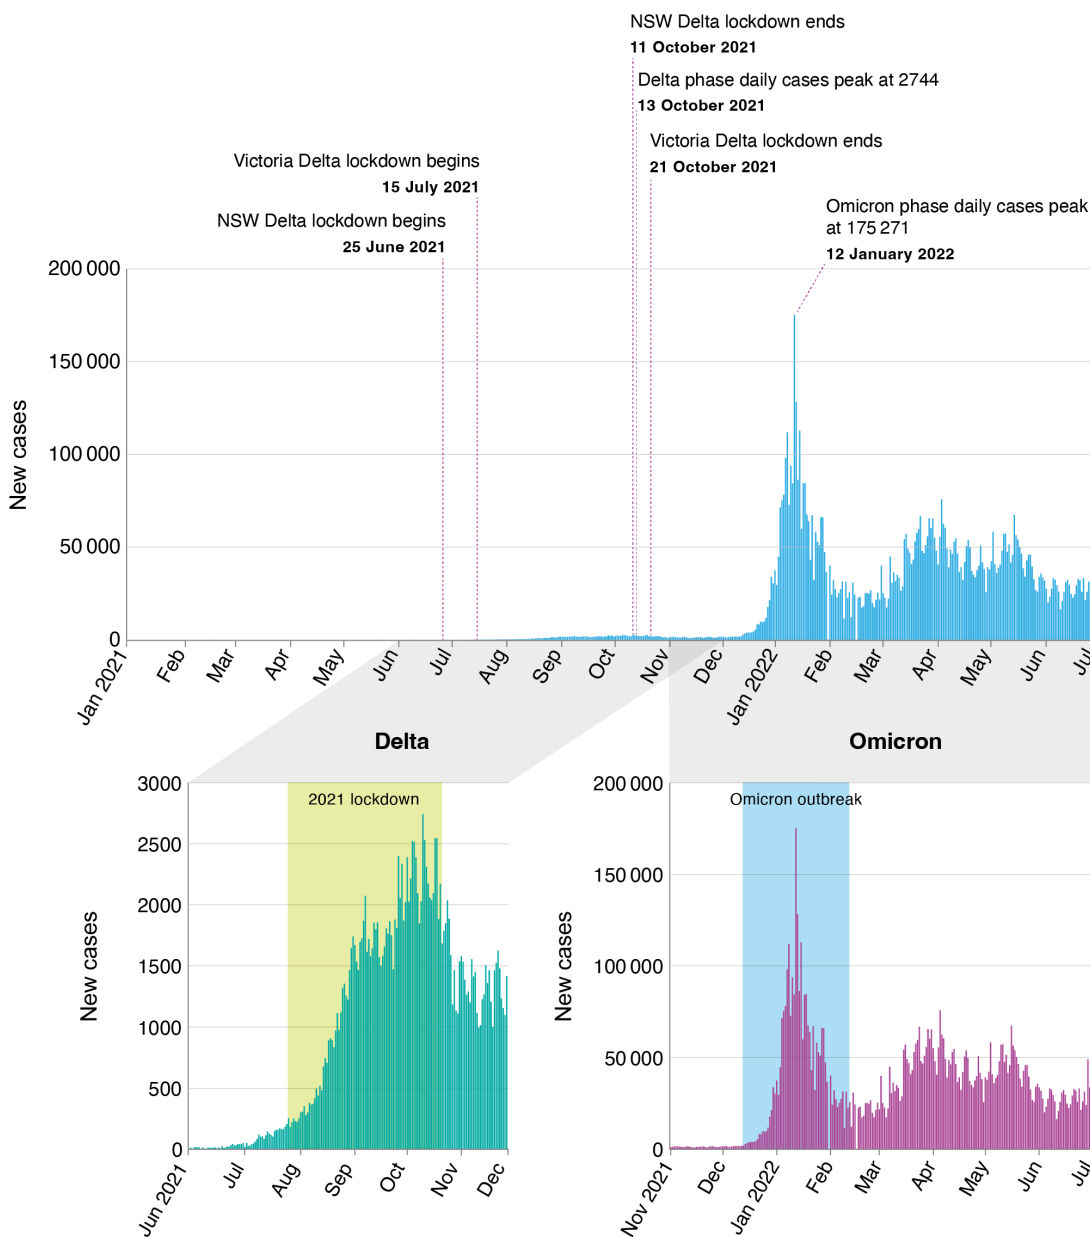 NSW Delta lockdown ends
11 October 2021
Delta phase daily cases peak at 2744
13 October 2021
Victoria Delta lockdown ends
21 October 2021
Victoria Delta lockdown begins
15 July 2021
NSW Delta lockdown begins
25 June 2021
Omicron phase daily cases peak
at 175 271
12 January 2022
New cases
200 000
150 000
100 000
50 000
0
Jan 2021
Feb
Mar
Apr
May
Jun
Jul
Aug
Sep
Oct
Nov
Dec
Jan 2022
Feb
Mar
Apr
May
Jun
Ju
Delta
New cases
3000
2500
2000
1500
1000
500
0
2021 lockdown
Jun 2021
Jul
Aug
Sep
Oct
Nov
Dec
Omicron
New cases
200 000
150 000
100 000
50 000
0
Omicron outbreak
Nov 2021
Dec
Jan 2022
Feb
Mar
Apr
May
Jun
Ju